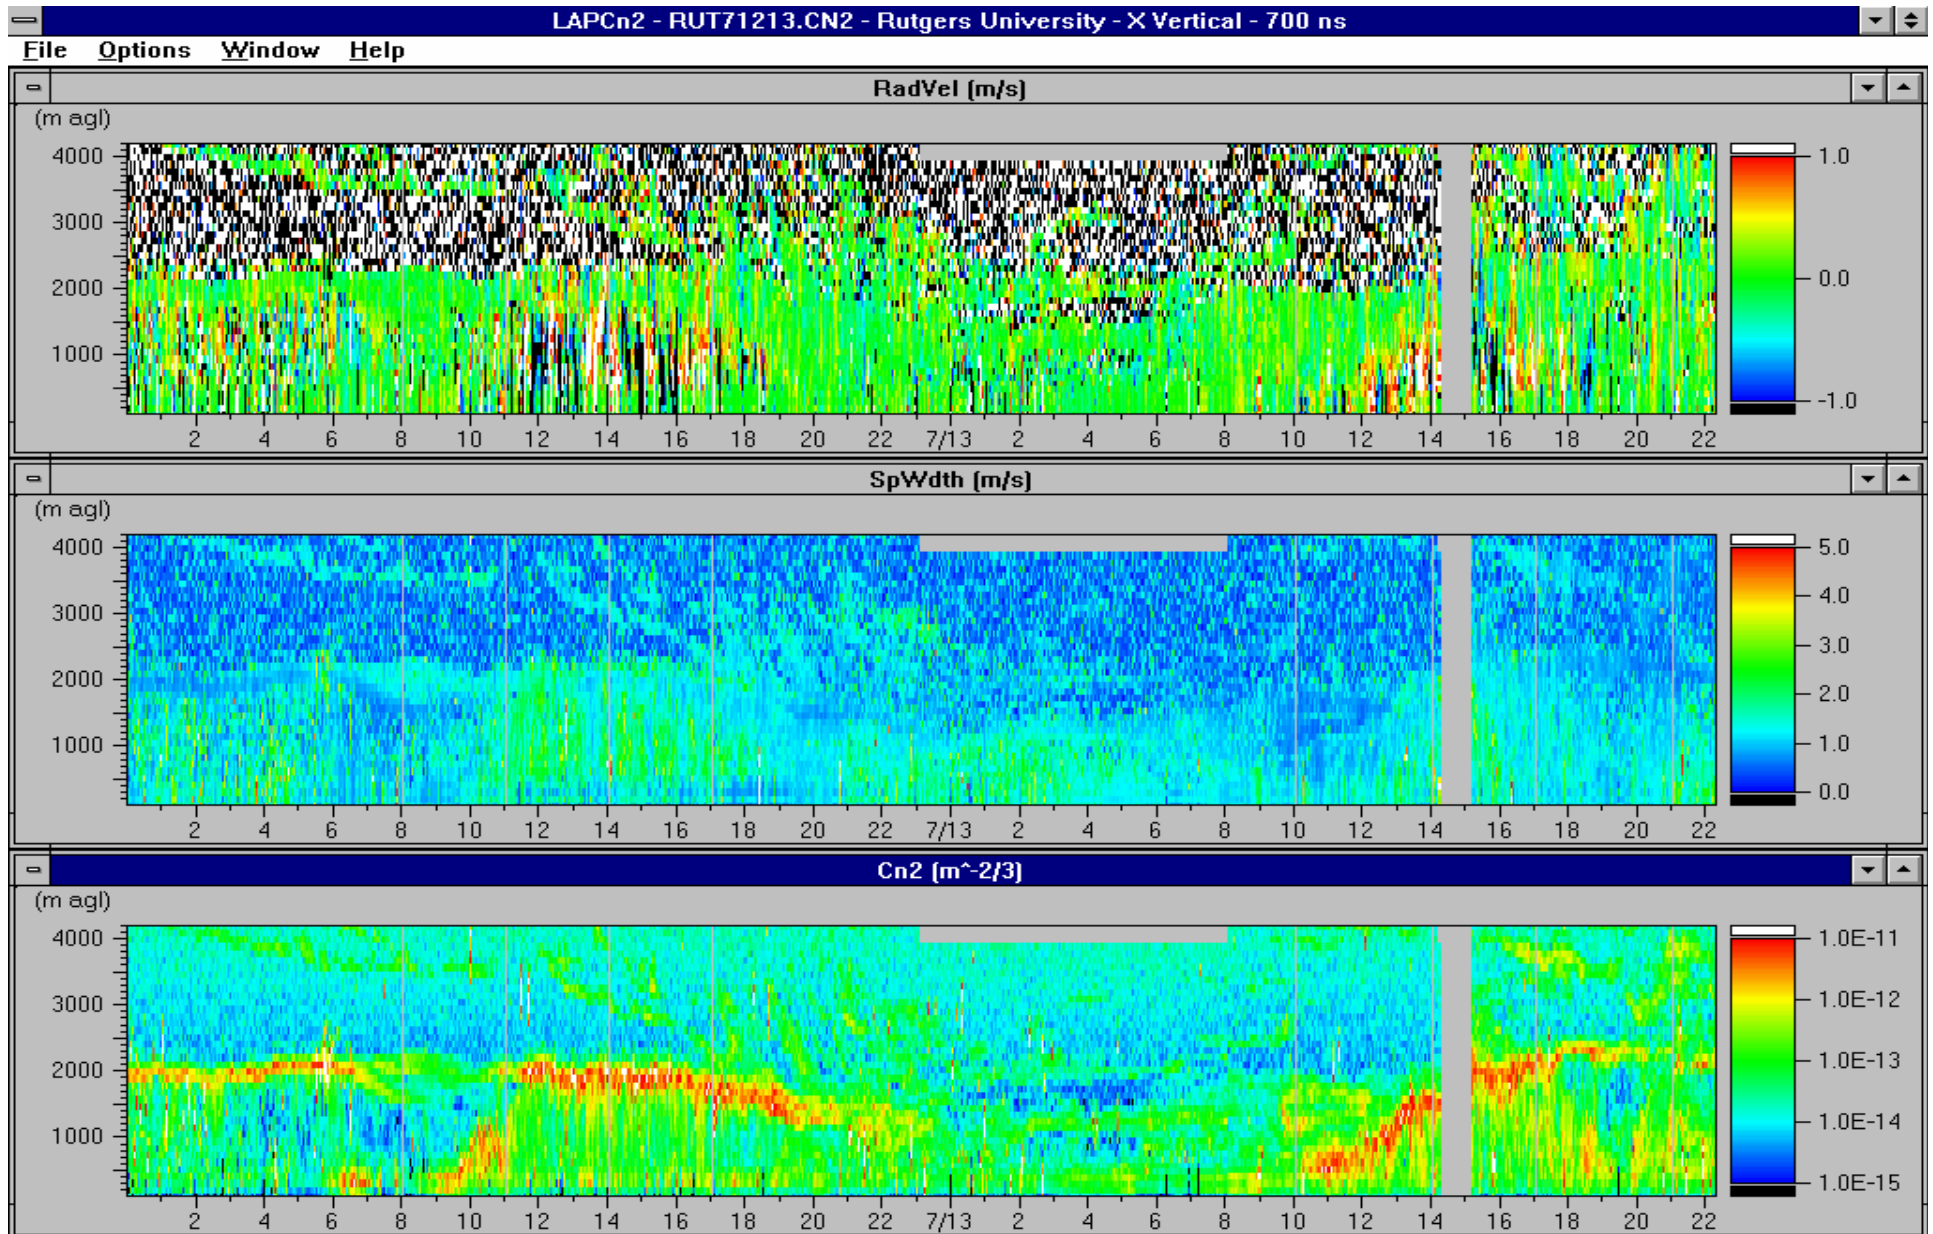 LAPCn2 - RUT71213.CN2 - Rutgers University - X Vertical - 700 ns
File Options Window Help
RadVel (m/s)
(m agl)
4000
3000
2000
1000
1.0
0.0
-1.0
2 4 6 8 10 12 14 16 18 20 22 7/13 2 4 6 8 10 12 14 16 18 20 22
SpWdth (m/s)
(m agl)
4000
3000
2000
1000
5.0
4.0
3.0
2.0
1.0
0.0
2 4 6 8 10 12 14 16 18 20 22 7/13 2 4 6 8 10 12 14 16 18 20 22
Cn2 (m^-2/3)
(m agl)
4000
3000
2000
1000
1.0E-11
1.0E-12
1.0E-13
1.0E-14
1.0E-15
2 4 6 8 10 12 14 16 18 20 22 7/13 2 4 6 8 10 12 14 16 18 20 22